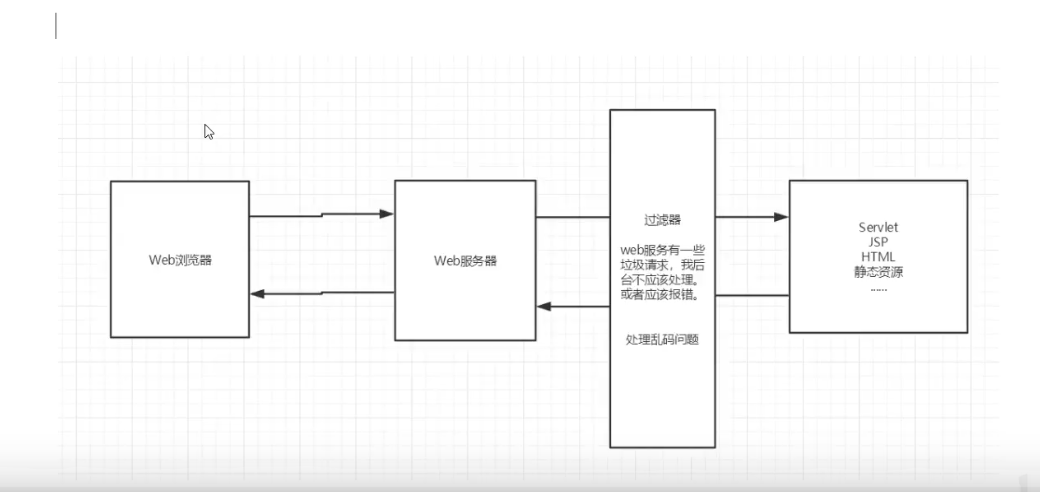 Web浏览器
Web服务器
过滤器
web服务有一些
垃圾请求，我后
台不应该处理。
或者应该报错。
处理乱码问题
Servlet
JSP
HTML
静态资源
......